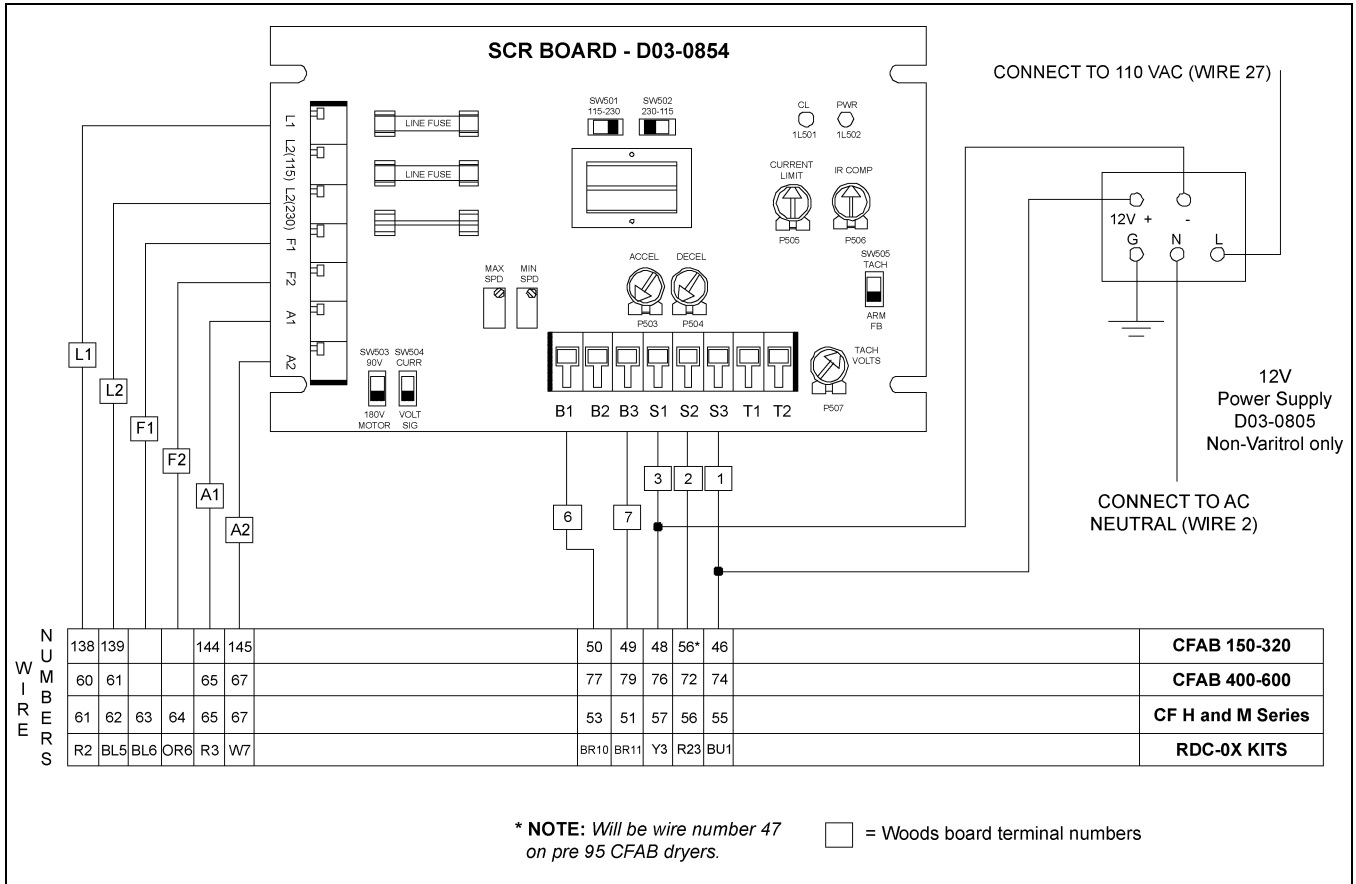 SCR BOARD - D03-0854
CONNECT TO 110 VAC (WIRE 27)
SW501
115-230
SW502
230-115
CL
1L501
PWR
1L502
LINE FUSE
LINE FUSE
L1
L2(115)
L2(230)
F1
F2
A1
A2
CURRENT
LIMIT
P505
IR COMP
P506
SW505
TACH
ARM
FB
ACCEL
P503
DECEL
P504
MAX
SPD
MIN
SPD
SW503
90V
180V
MOTOR
SW504
CURR
VOLT
SIG
TACH
VOLTS
P507
B1 B2 B3 S1 S2 S3 T1 T2
12V + -
G N L
12V
Power Supply
D03-0805
Non-Varitrol only
CONNECT TO AC
NEUTRAL (WIRE 2)
L1
L2
F1
F2
A1
A2
6
7
3
2
1
WIRE
NUMBERS
138 139 144 145 50 49 48 56* 46 CFAB 150-320
60 61 65 67 77 79 76 72 74 CFAB 400-600
61 62 63 64 65 67 53 51 57 56 55 CF H and M Series
R2 BL5 BL6 OR6 R3 W7 BR10 BR11 Y3 R23 BU1 RDC-0X KITS
* NOTE: Will be wire number 47
on pre 95 CFAB dryers.
= Woods board terminal numbers